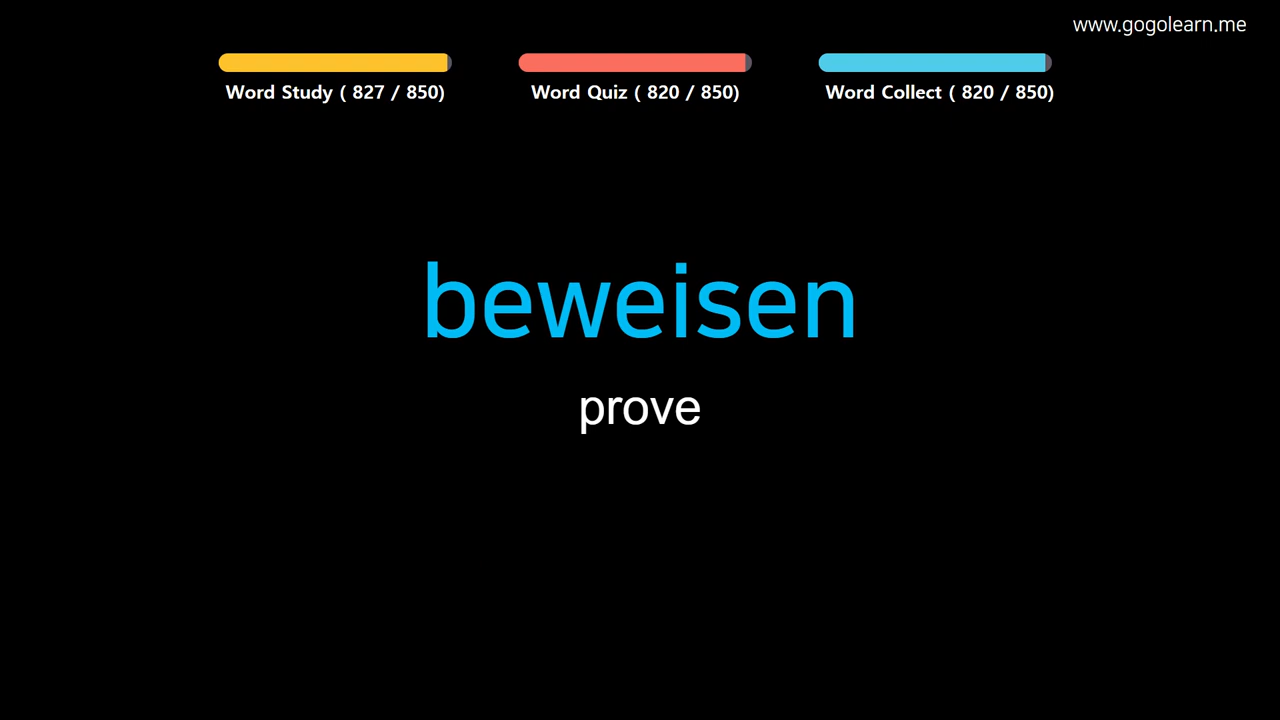 www.gogolearn.me
Word Study ( 827 / 850)
Word Quiz ( 820 / 850)
Word Collect ( 820 / 850)
beweisen
prove